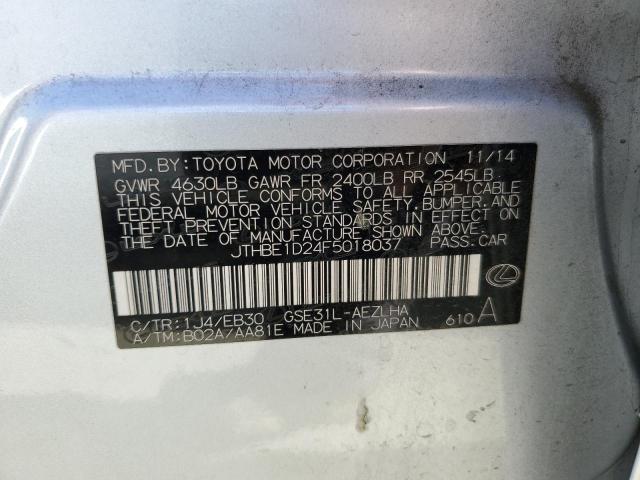 MFD. BY: TOYOTA MOTOR CORPORATION 11/14
GVWR 4630LB GAWR FR 2400LB RR 2545LB
THIS VEHICLE CONFORMS TO ALL APPLICABLE
FEDERAL MOTOR VEHICLE SAFETY,BUMPER,AND
THEFT PREVENTION STANDARDS IN EFFECT ON
THE DATE OF MANUFACTURE SHOWN ABOVE.
JTHBE1D24F5018037 PASS.CAR
C/TR:1J4/EB30 GSE31L-AEZLHA
A/TM:B02A/AA81E MADE IN JAPAN 610 A